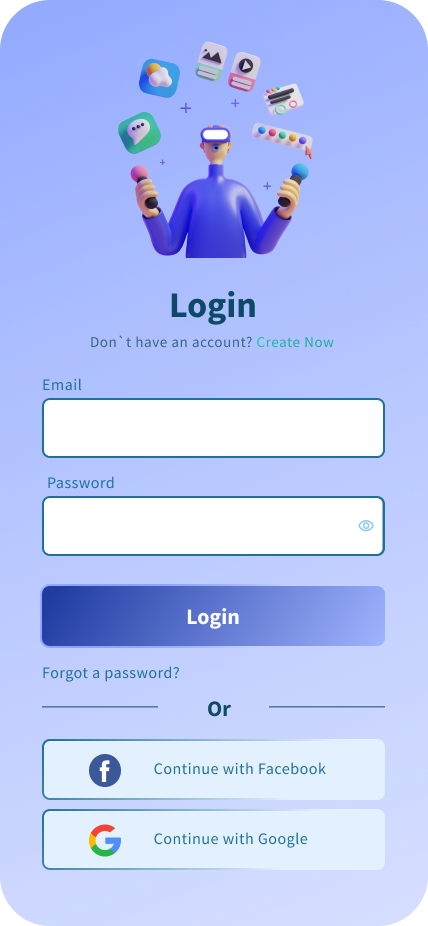 Login
Don`t have an account? Create Now
Email
Password
Login
Forgot a password?
Or
Continue with Facebook
Continue with Google